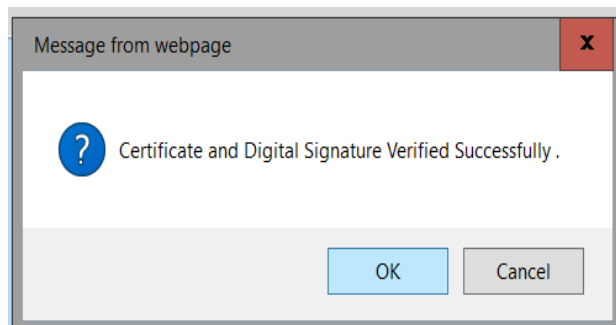 Message from webpage
x
?
Certificate and Digital Signature Verified Successfully .
OK Cancel